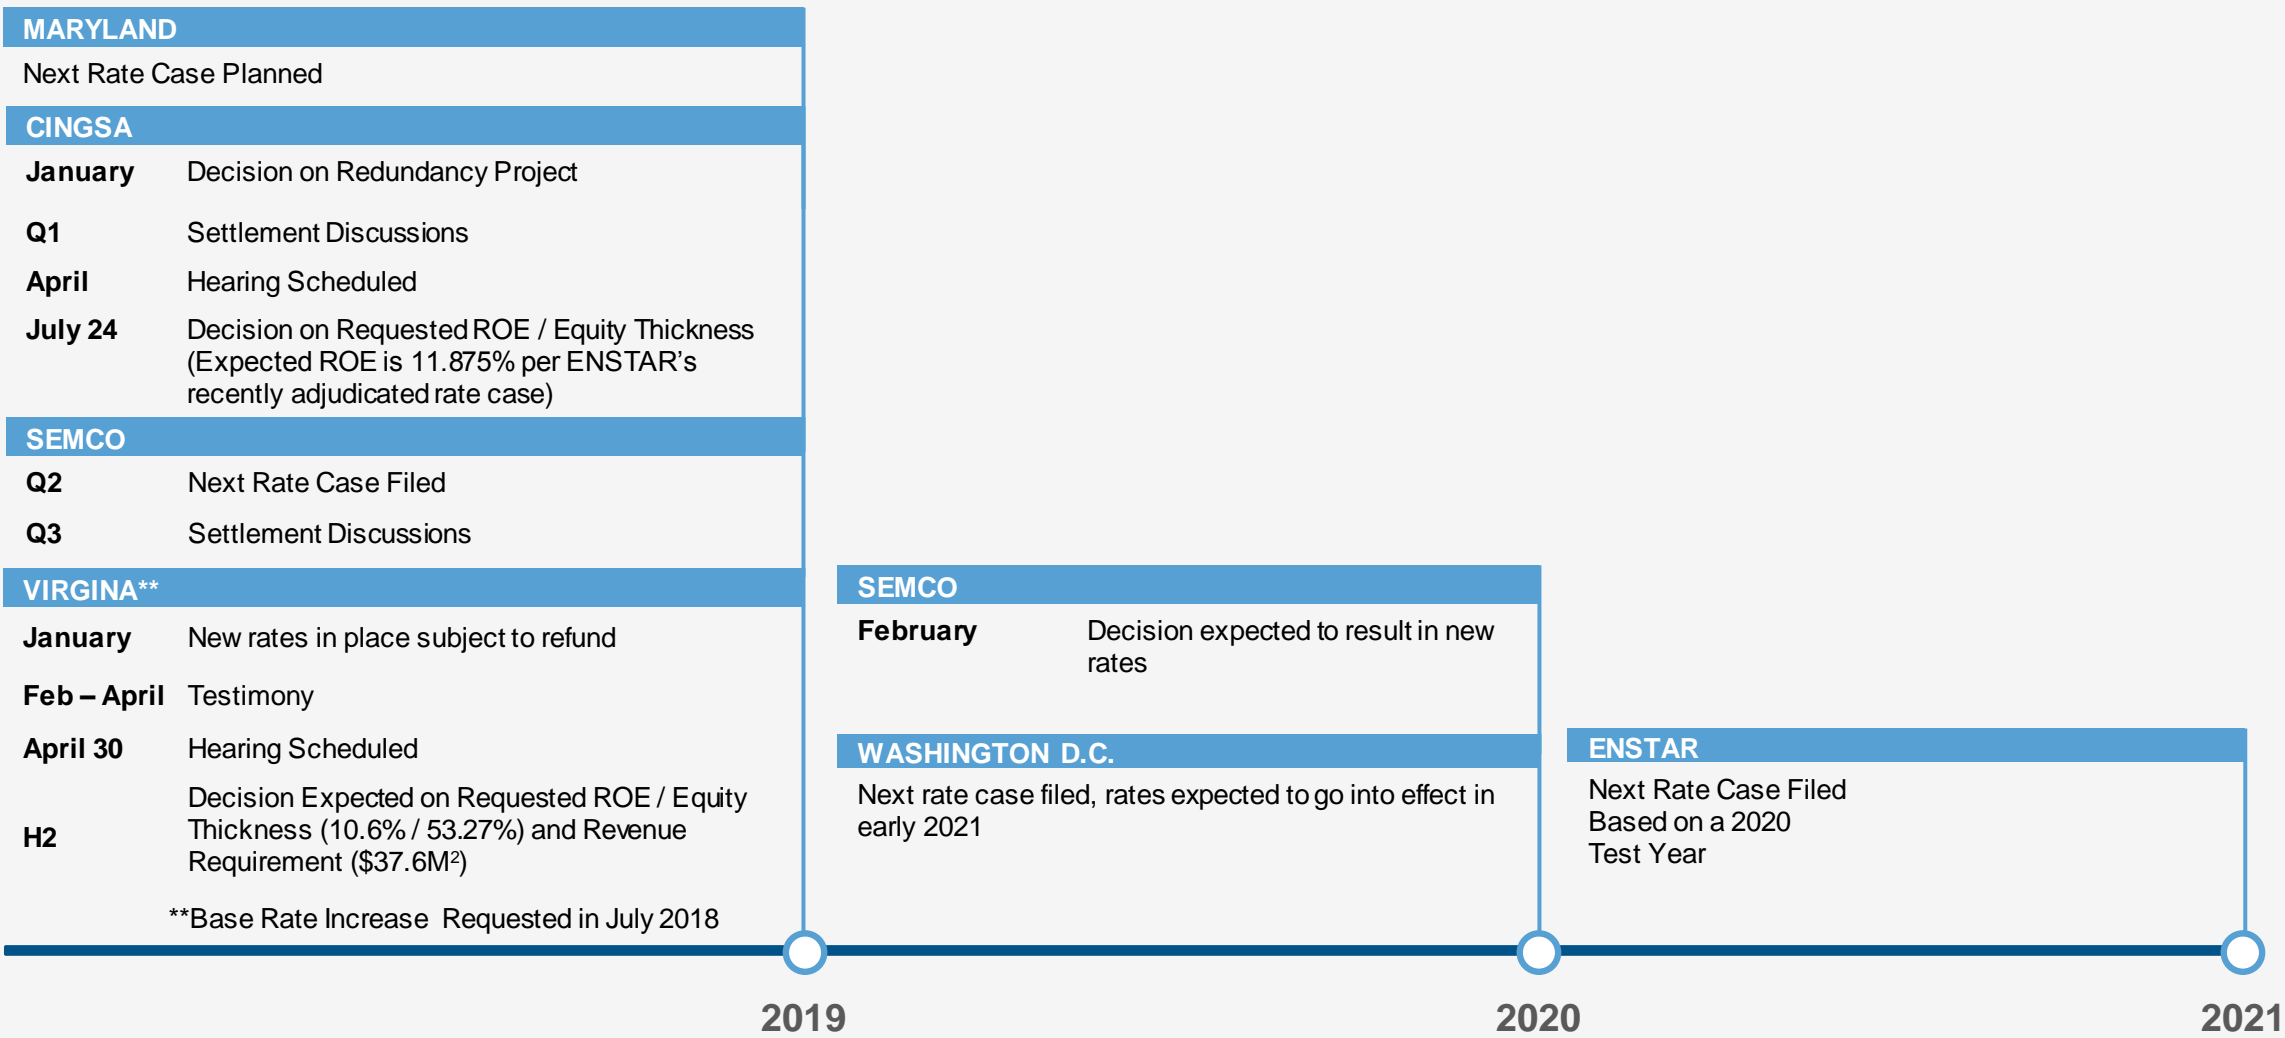 MARYLAND
Next Rate Case Planned
CINGSA
January Decision on Redundancy Project
Q1 Settlement Discussions
April Hearing Scheduled
July 24 Decision on Requested ROE / Equity Thickness
(Expected ROE is 11.875% per ENSTAR’s
recently adjudicated rate case)
SEMCO
Q2 Next Rate Case Filed
Q3 Settlement Discussions
VIRGINA**
January New rates in place subject to refund
Feb – April Testimony
April 30 Hearing Scheduled
H2 Decision Expected on Requested ROE / Equity
Thickness (10.6% / 53.27%) and Revenue
Requirement ($37.6M²)
**Base Rate Increase Requested in July 2018
SEMCO
February Decision expected to result in new
rates
WASHINGTON D.C.
Next rate case filed, rates expected to go into effect in
early 2021
ENSTAR
Next Rate Case Filed
Based on a 2020
Test Year
2019 2020 2021